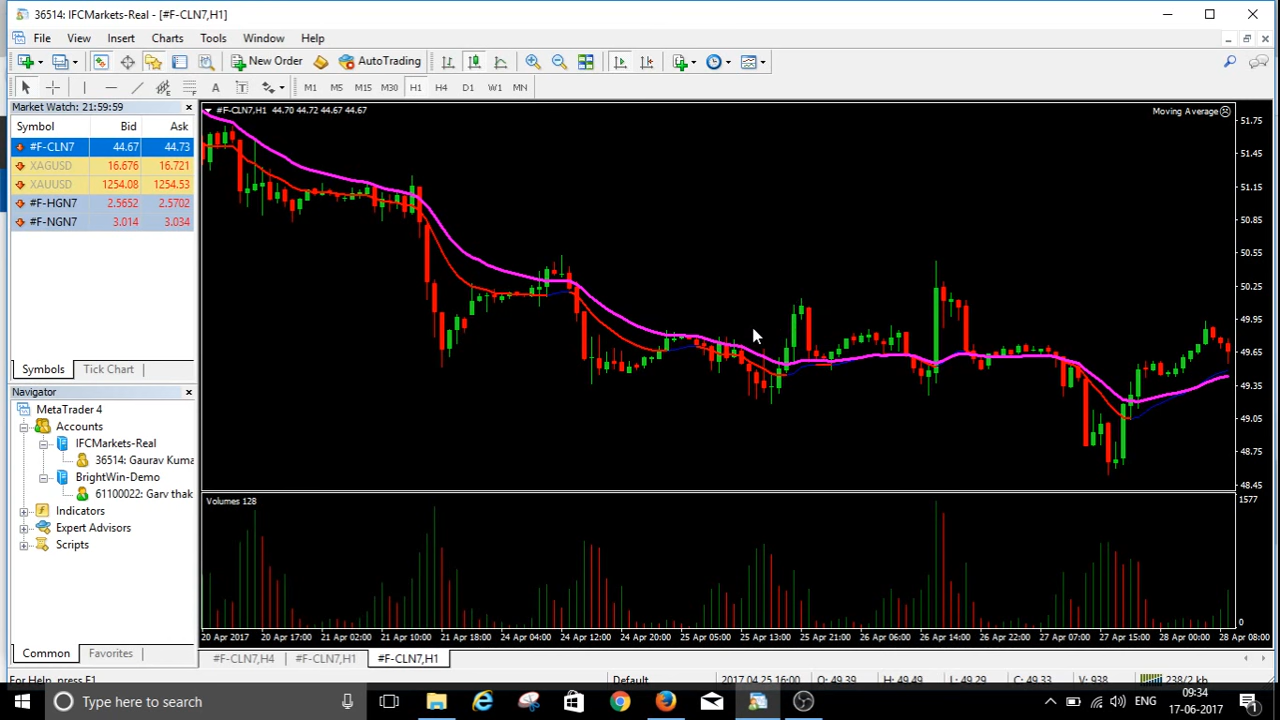 36514: IFCMarkets-Real - [#F-CLN7,H1]
File View Insert Charts Tools Window Help
New Order AutoTrading
A T M1 M5 M15 M30 H1 H4 D1 W1 MN
Market Watch: 21:59:59
Symbol Bid Ask
#F-CLN7 44.67 44.73
XAGUSD 16.676 16.721
XAUUSD 1254.08 1254.53
#F-HGN7 2.5652 2.5702
#F-NGN7 3.014 3.034
Symbols Tick Chart
Navigator
MetaTrader 4
Accounts
IFCMarkets-Real
36514: Gaurav Kuma
BrightWin-Demo
61100022: Garv thak
Indicators
Expert Advisors
Scripts
Common Favorites
#F-CLN7,H1 44.70 44.72 44.67 44.67
Moving Average
51.75
51.45
51.15
50.85
50.55
50.25
49.95
49.65
49.35
49.05
48.75
48.45
Volumes 128
1577
0
20 Apr 2017 20 Apr 17:00 21 Apr 02:00 21 Apr 10:00 21 Apr 18:00 24 Apr 04:00 24 Apr 12:00 24 Apr 20:00 25 Apr 05:00 25 Apr 13:00 25 Apr 21:00 26 Apr 06:00 26 Apr 14:00 26 Apr 22:00 27 Apr 07:00 27 Apr 15:00 28 Apr 00:00 28 Apr 08:00
#F-CLN7,H4 #F-CLN7,H1 #F-CLN7,H1
For Help, press F1 Default 2017.04.25 16:00 O: 49.39 H: 49.49 L: 49.29 C: 49.33 V: 938 238/2 kb
Type here to search
ENG
09:34
17-06-2017
1